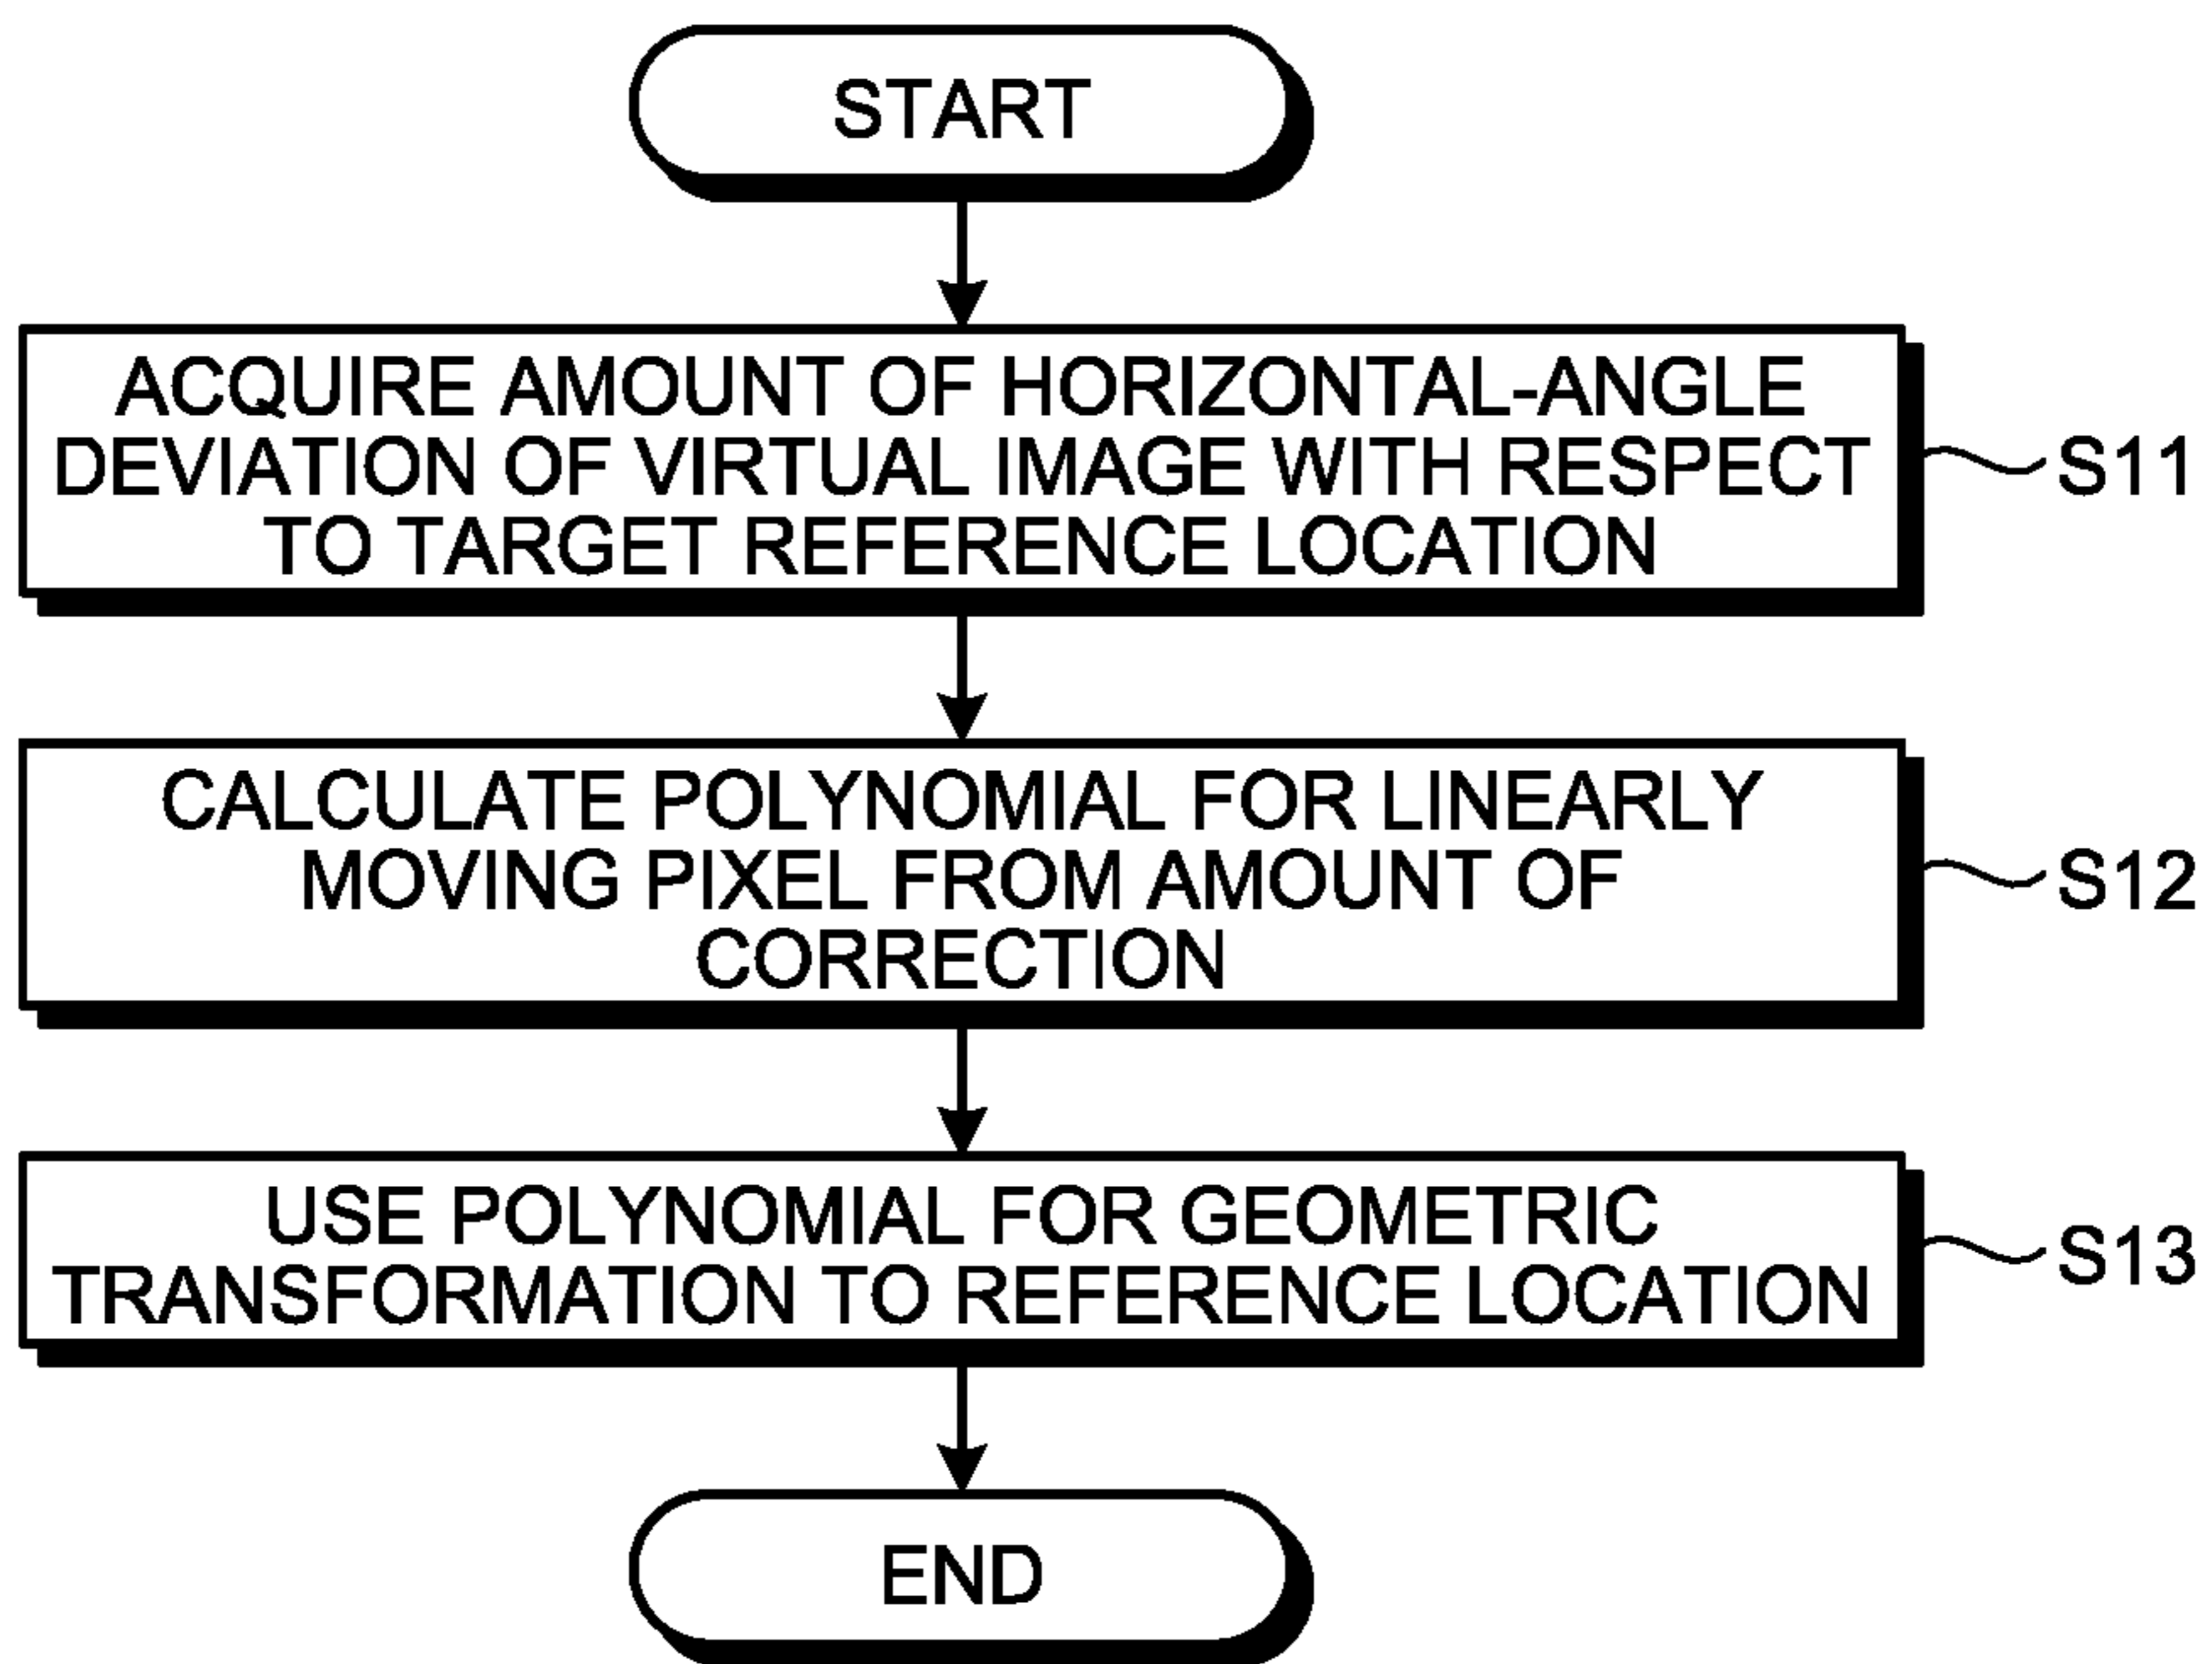 START
ACQUIRE AMOUNT OF HORIZONTAL-ANGLE
DEVIATION OF VIRTUAL IMAGE WITH RESPECT
TO TARGET REFERENCE LOCATION
S11
CALCULATE POLYNOMIAL FOR LINEARLY
MOVING PIXEL FROM AMOUNT OF
CORRECTION
S12
USE POLYNOMIAL FOR GEOMETRIC
TRANSFORMATION TO REFERENCE LOCATION
S13
END